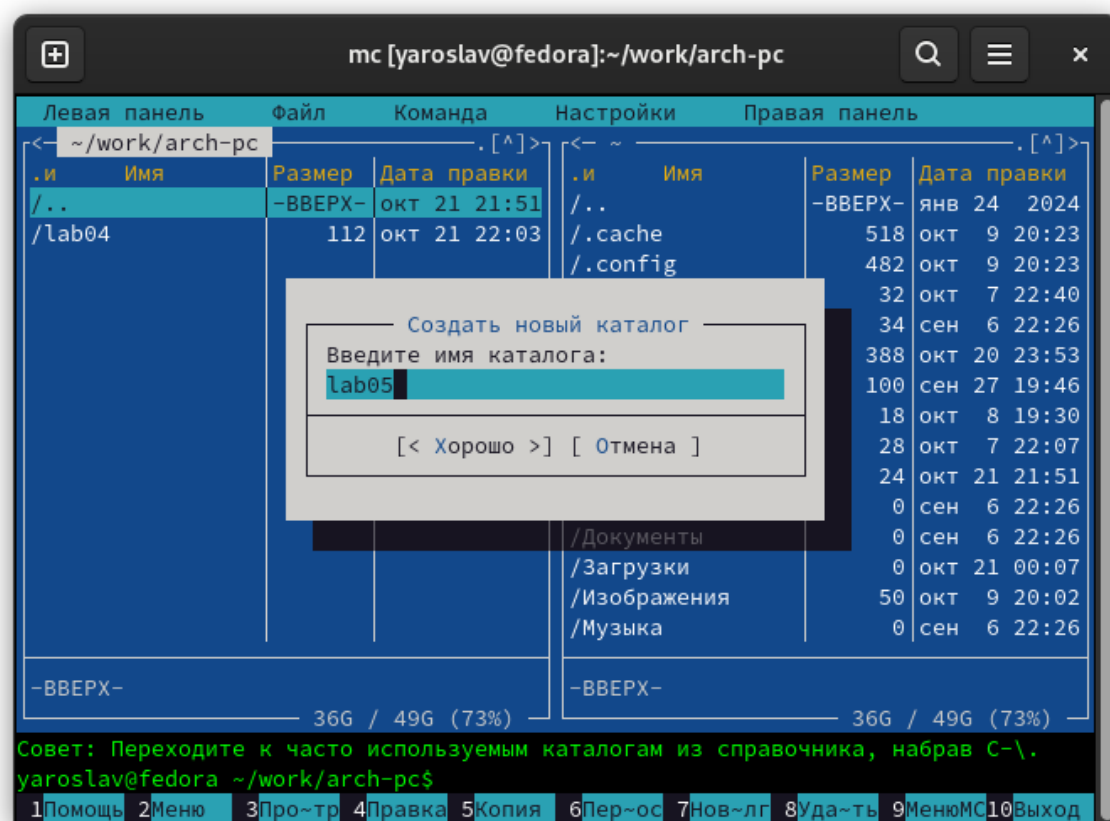 mc [yaroslav@fedora]:~/work/arch-pc
Левая панель Файл Команда Настройки Правая панель
<— ~/work/arch-pc .[^]> <— ~ .[^]>
.и Имя Размер Дата правки .и Имя Размер Дата правки
/.. -ВВЕРХ- окт 21 21:51 /.. -ВВЕРХ- янв 24 2024
/lab04 112 окт 21 22:03 /.cache 518 окт 9 20:23
/.config 482 окт 9 20:23
32 окт 7 22:40
Создать новый каталог 34 сен 6 22:26
Введите имя каталога: 388 окт 20 23:53
lab05 100 сен 27 19:46
18 окт 8 19:30
[< Хорошо >] [ Отмена ] 28 окт 7 22:07
24 окт 21 21:51
0 сен 6 22:26
/Документы 0 сен 6 22:26
/Загрузки 0 окт 21 00:07
/Изображения 50 окт 9 20:02
/Музыка 0 сен 6 22:26
-ВВЕРХ- -ВВЕРХ-
36G / 49G (73%) 36G / 49G (73%)
Совет: Переходите к часто используемым каталогам из справочника, набрав C-\.
yaroslav@fedora ~/work/arch-pc$
1Помощь 2Меню 3Про~тр 4Правка 5Копия 6Пер~ос 7Нов~лг 8Уда~ть 9МенюMC 10Выход